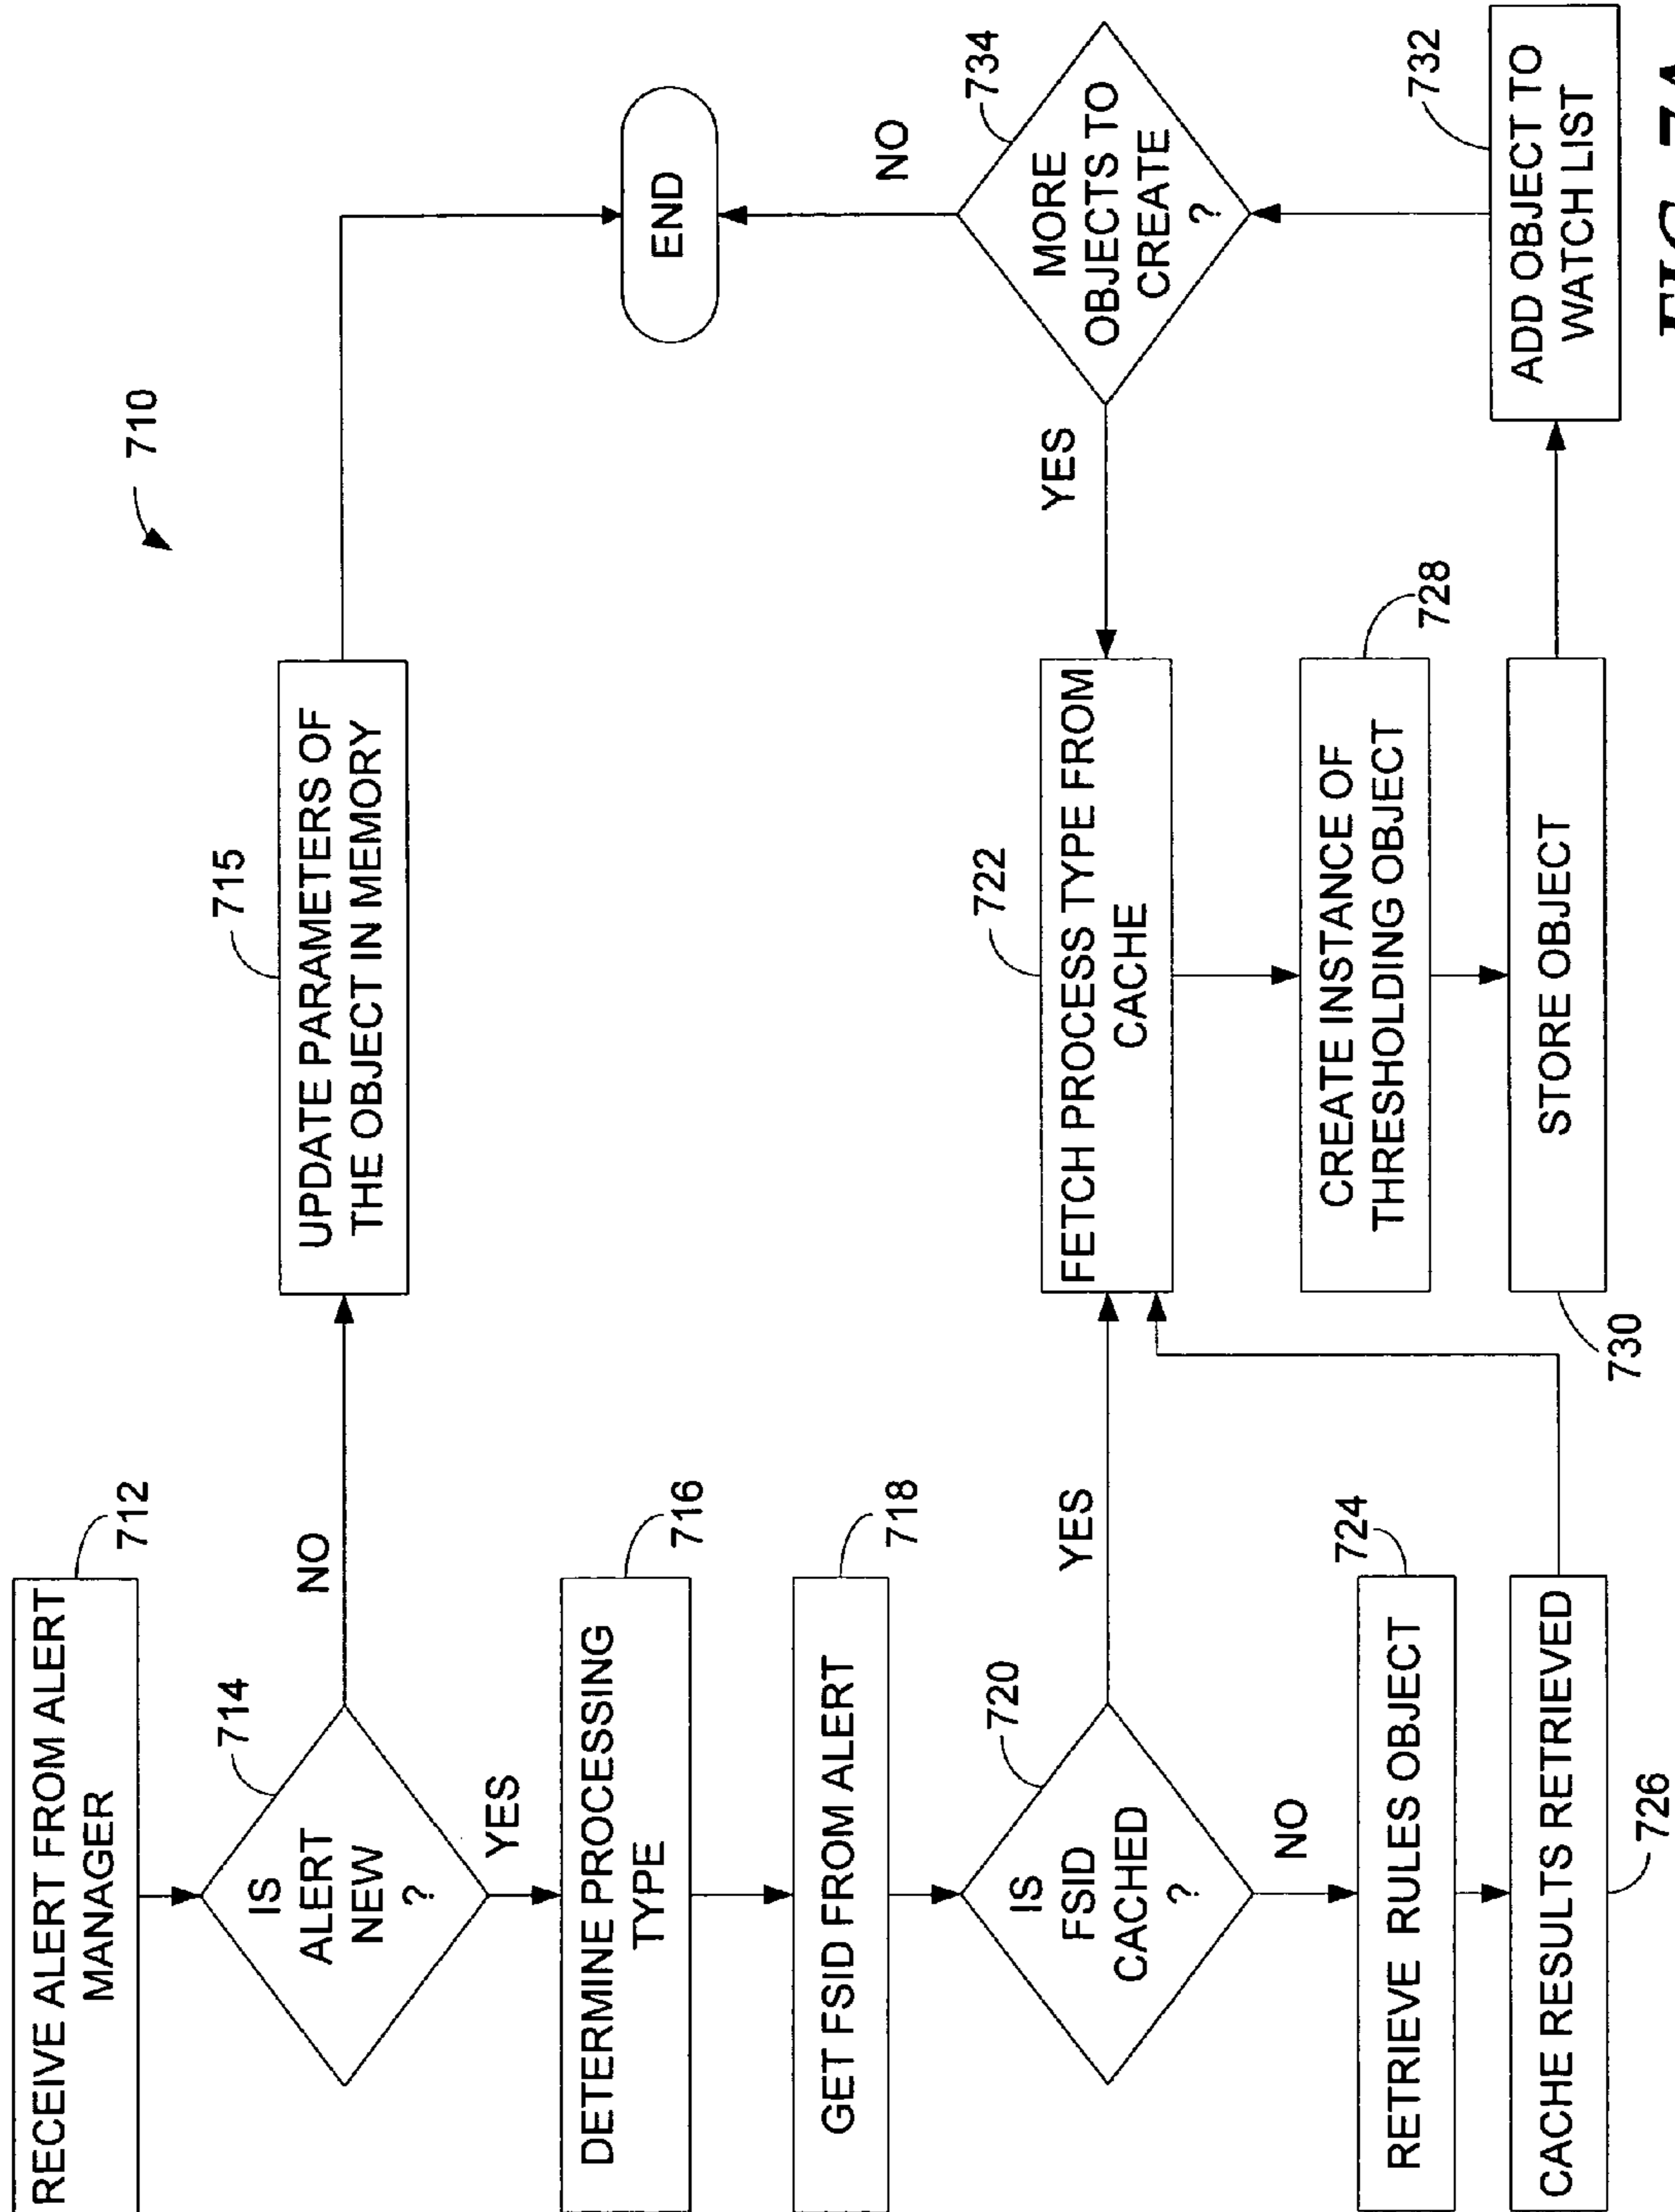 710
RECEIVE ALERT FROM ALERT
MANAGER
712
IS
ALERT
NEW
?
714
NO
YES
UPDATE PARAMETERS OF
THE OBJECT IN MEMORY
715
DETERMINE PROCESSING
TYPE
716
GET FSID FROM ALERT
718
IS
FSID
CACHED
?
720
YES
NO
RETRIEVE RULES OBJECT
724
CACHE RESULTS RETRIEVED
726
FETCH PROCESS TYPE FROM
CACHE
722
CREATE INSTANCE OF
THRESHOLDING OBJECT
728
STORE OBJECT
730
ADD OBJECT TO
WATCH LIST
732
MORE
OBJECTS TO
CREATE
?
734
YES
NO
END
FIG. 7A